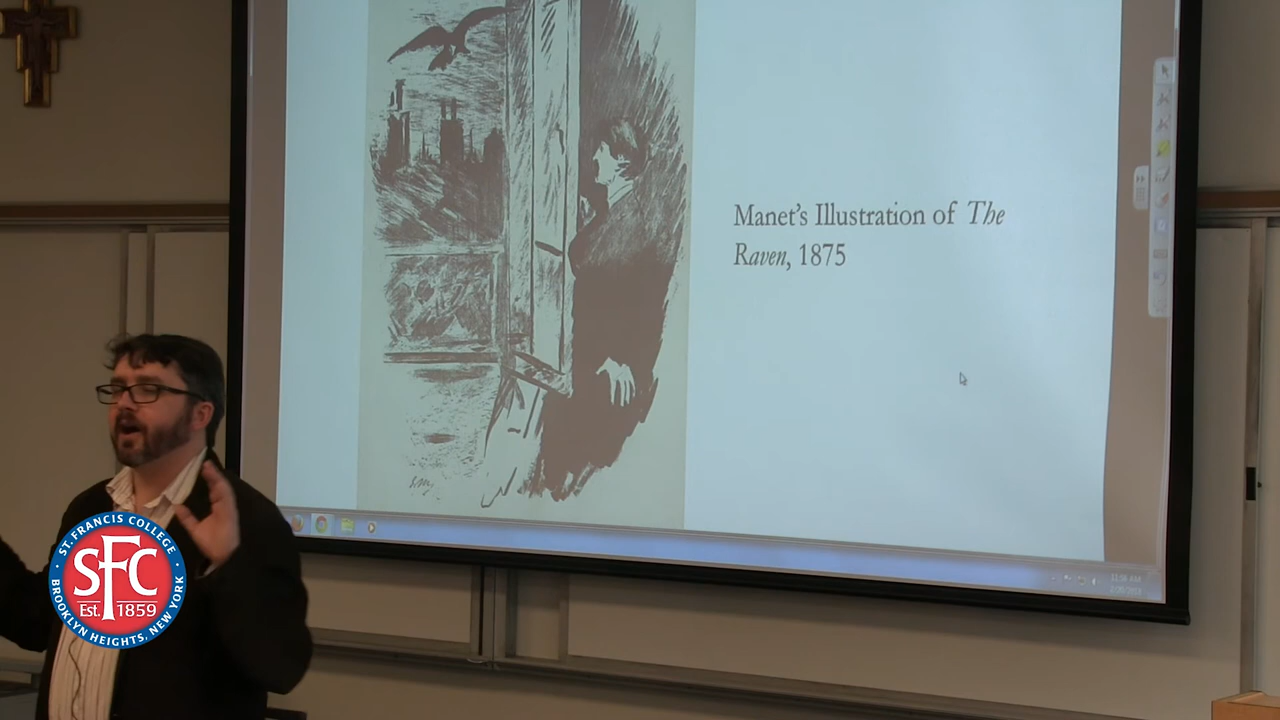 Manet's Illustration of The
Raven, 1875
ST. FRANCIS COLLEGE
SFC
Est. 1859
BROOKLYN HEIGHTS, NEW YORK